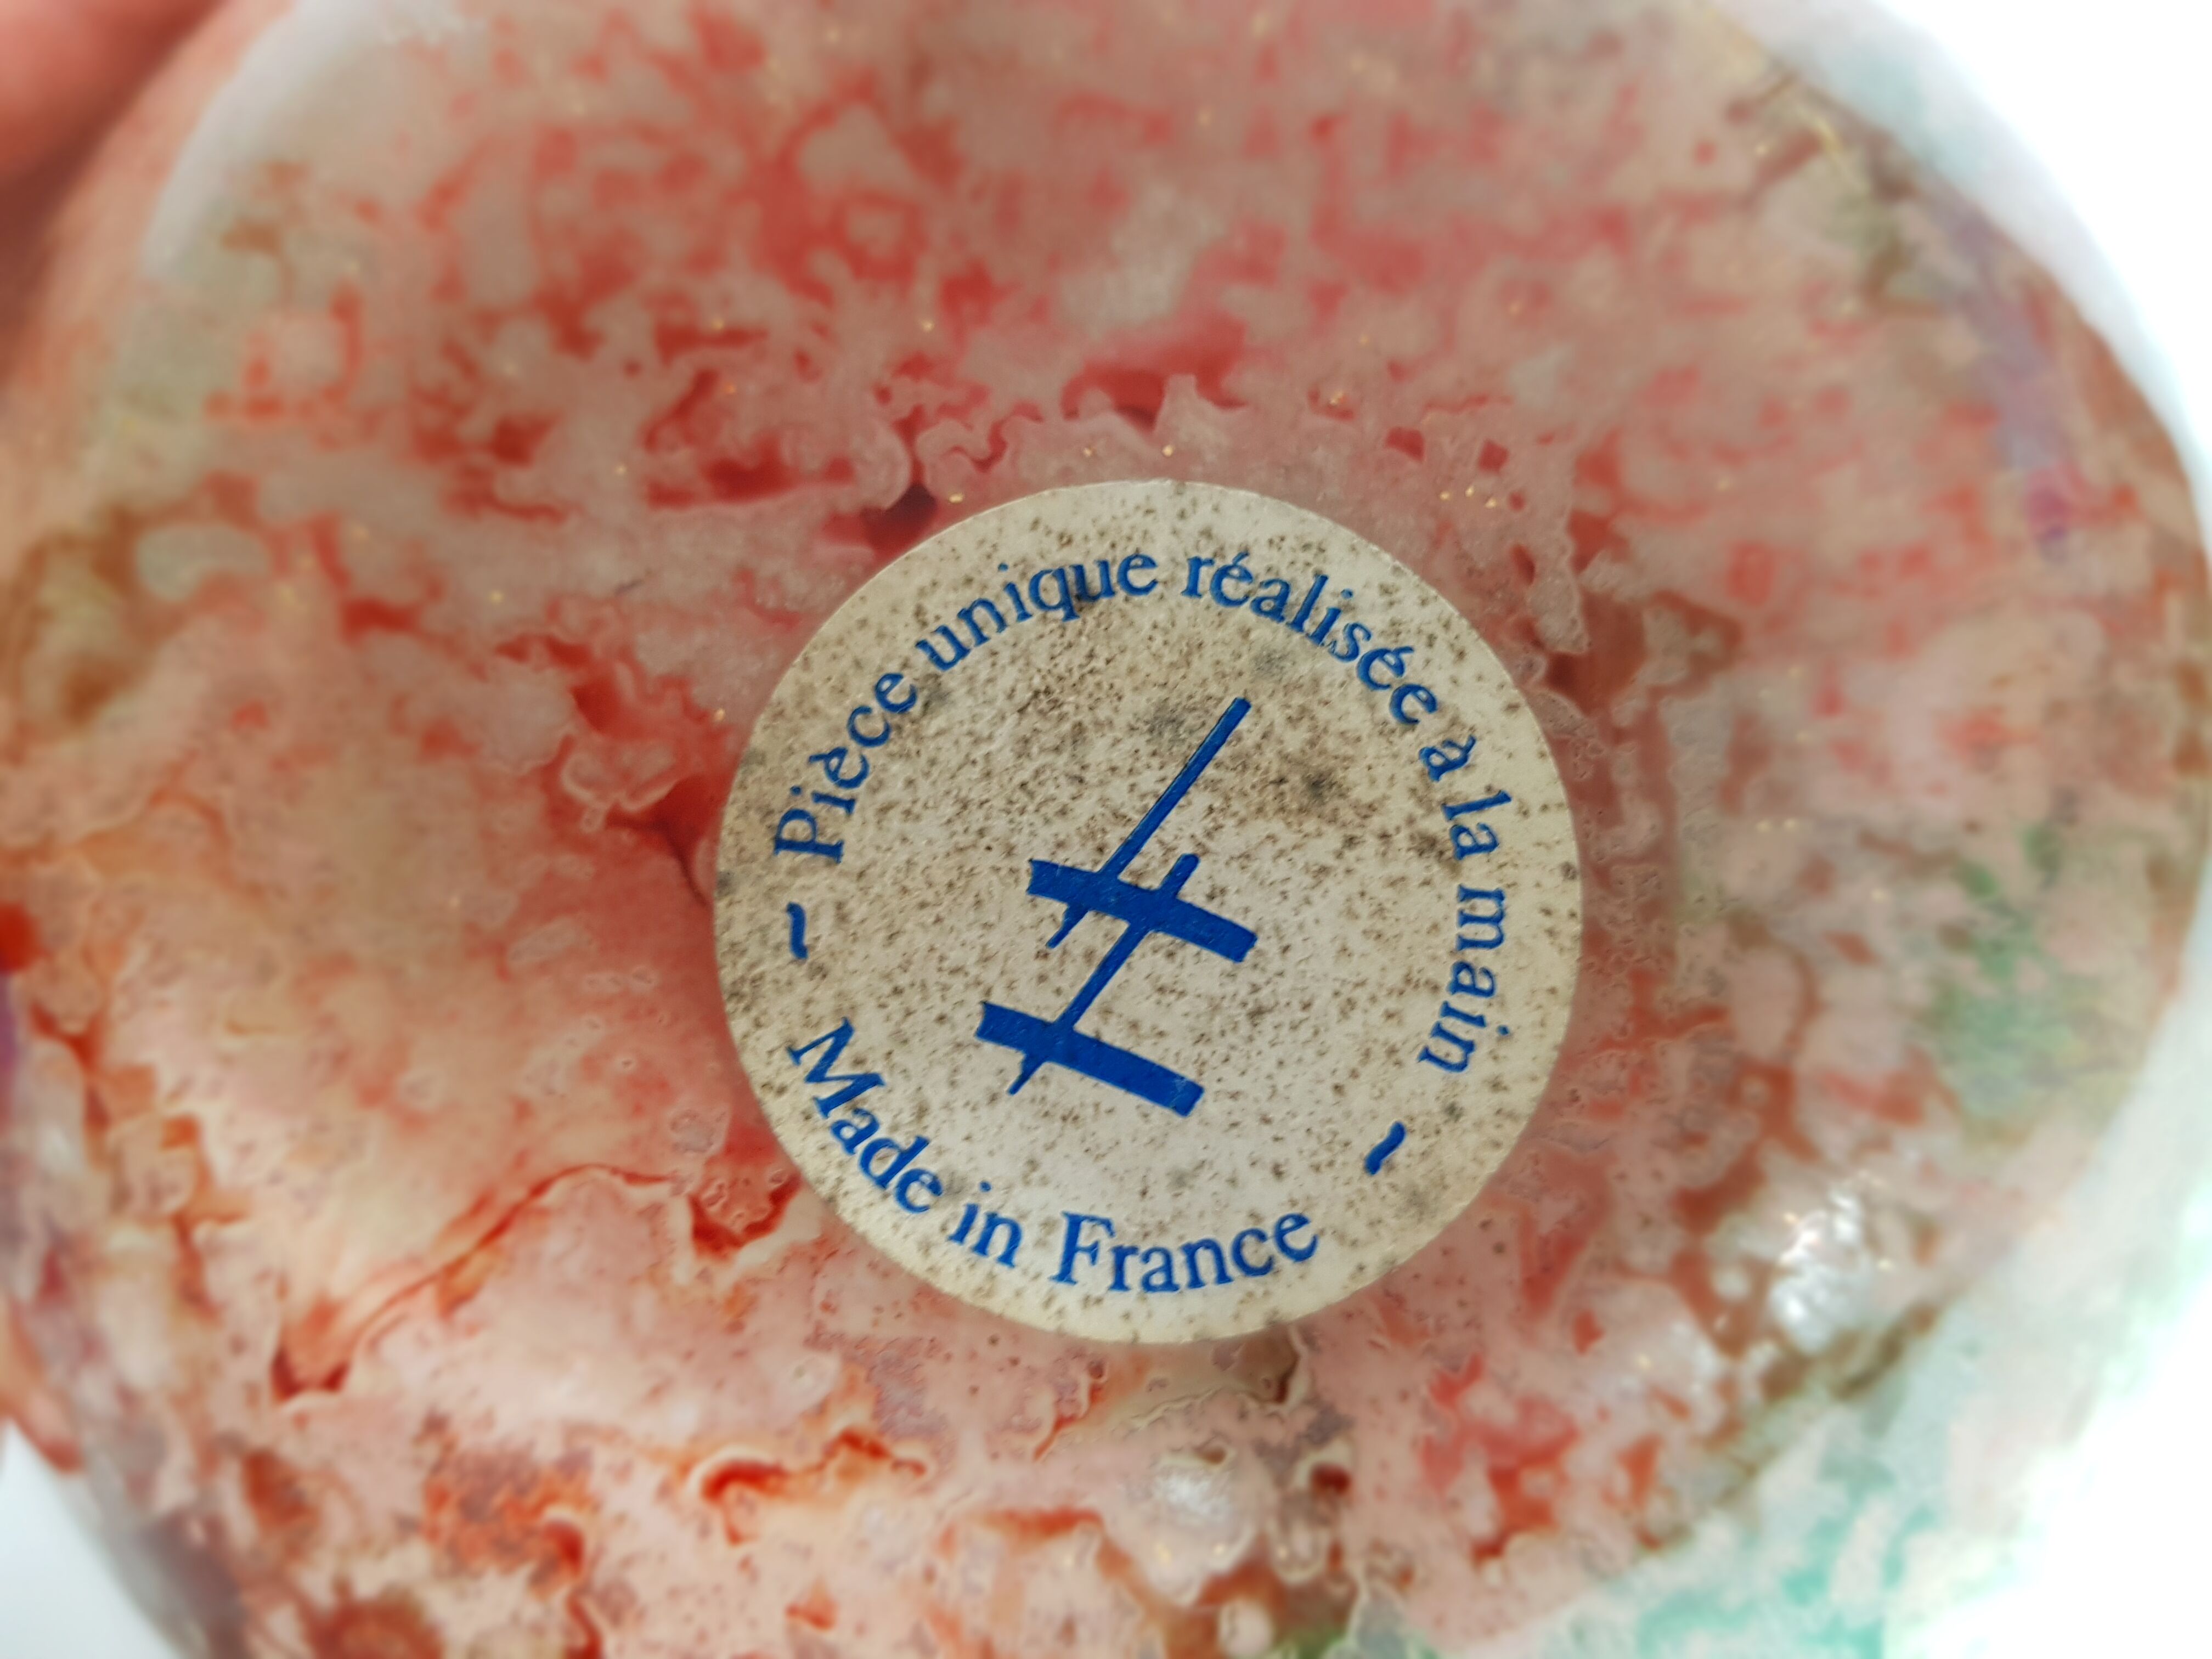 ~ Pièce unique réalisée à la main ~
Made in France